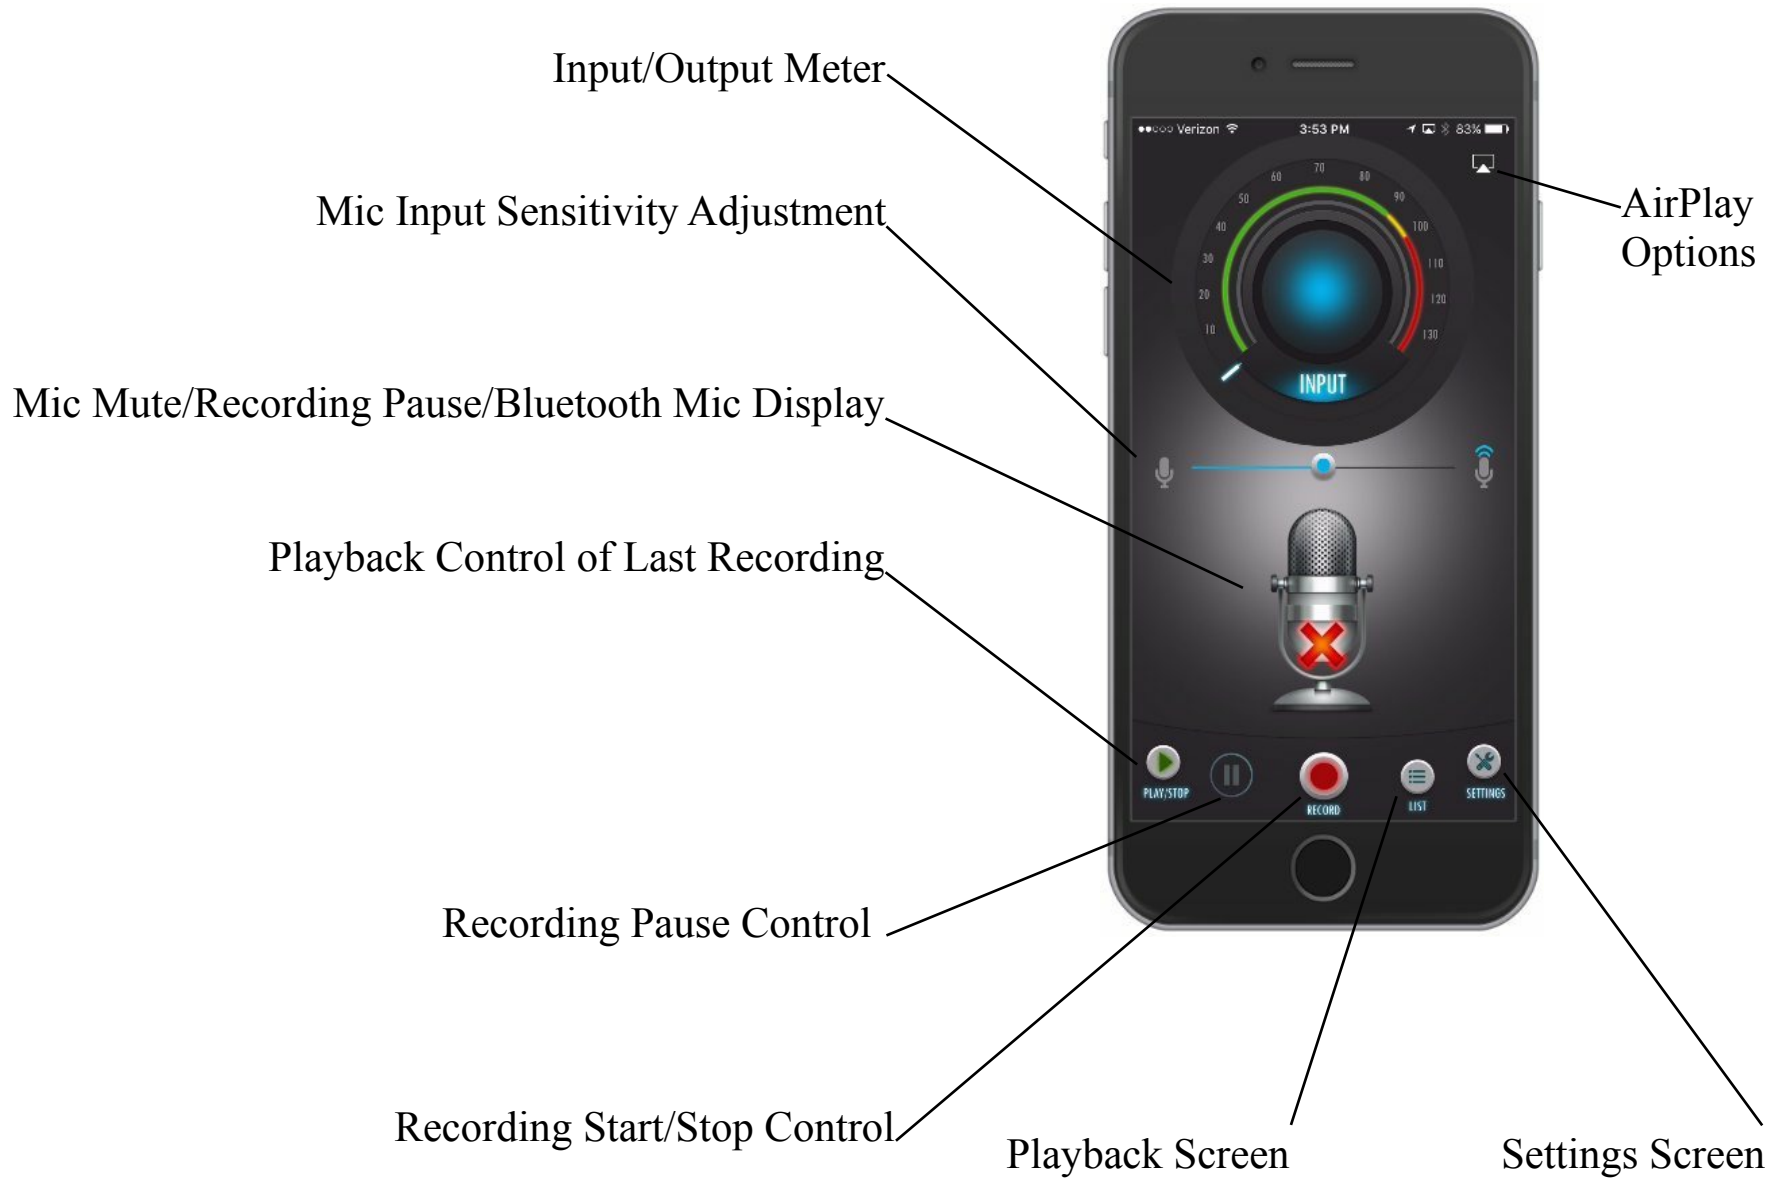 Input/Output Meter
Verizon 3:53 PM 83%
AirPlay
Options
Mic Input Sensitivity Adjustment
10
20
30
40
50
60
70
80
90
100
110
120
130
INPUT
Mic Mute/Recording Pause/Bluetooth Mic Display
Playback Control of Last Recording
PLAY/STOP
RECORD
LIST
SETTINGS
Recording Pause Control
Recording Start/Stop Control
Playback Screen
Settings Screen